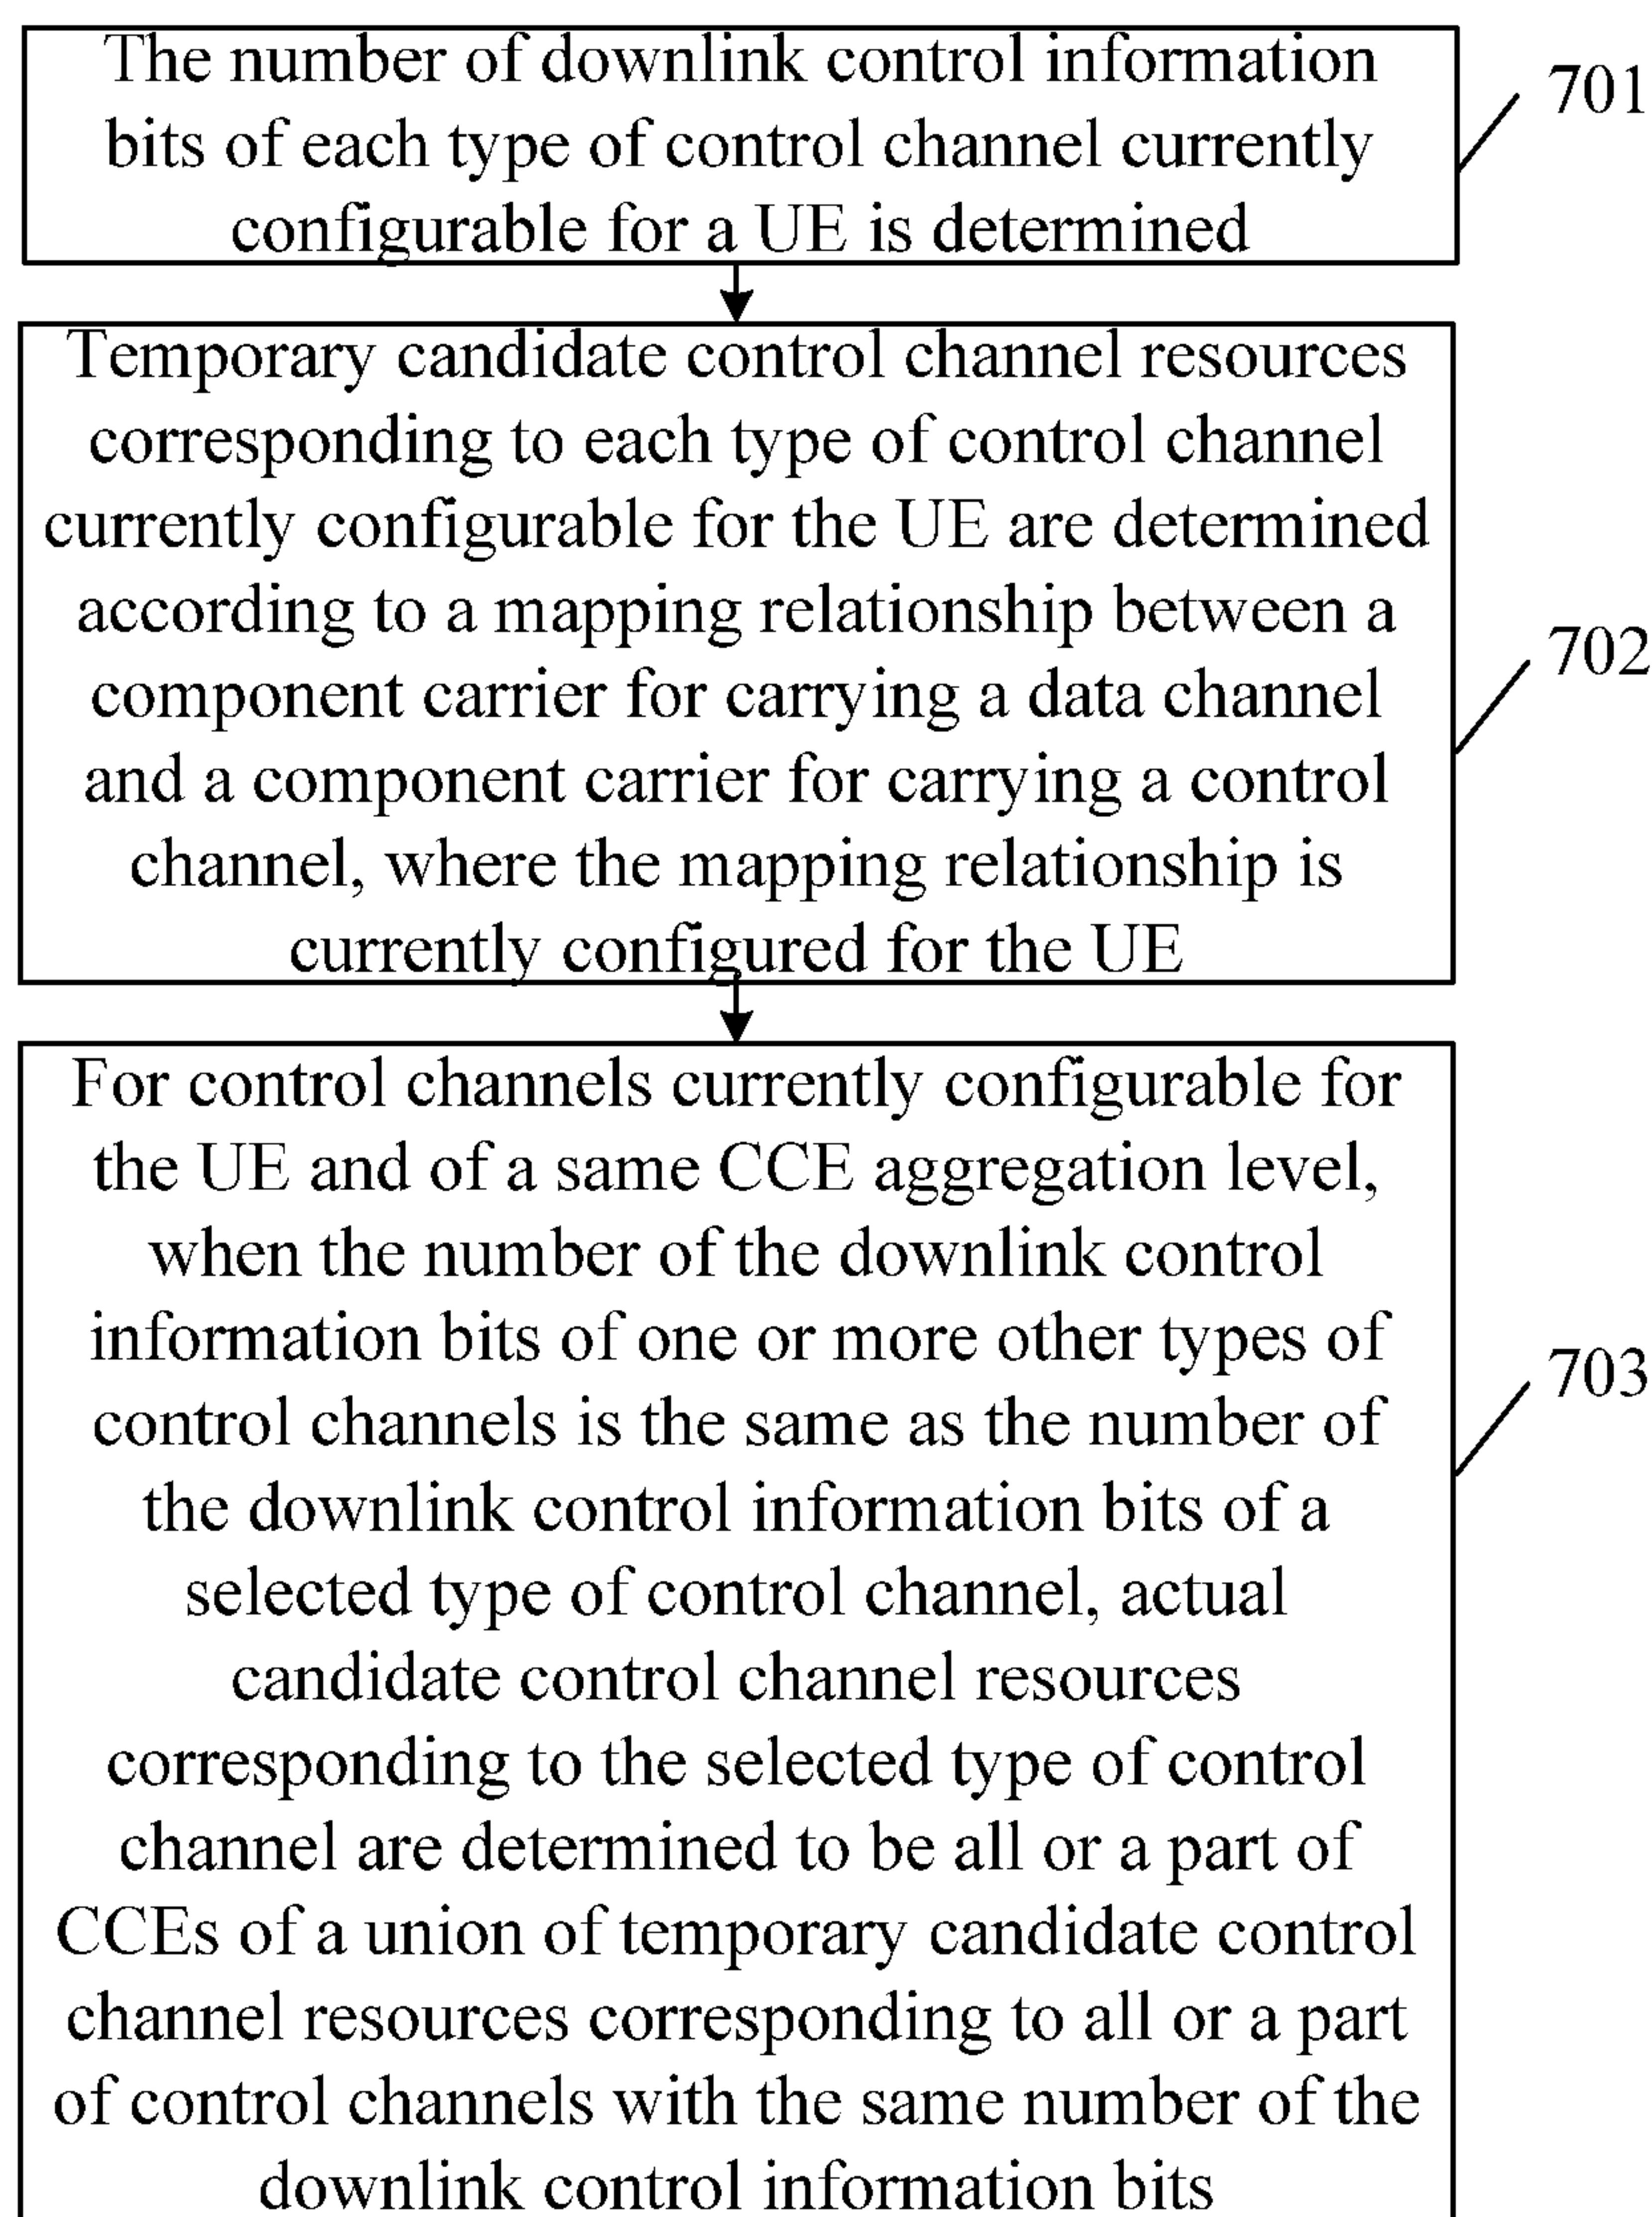 The number of downlink control information
bits of each type of control channel currently
configurable for a UE is determined
701
Temporary candidate control channel resources
corresponding to each type of control channel
currently configurable for the UE are determined
according to a mapping relationship between a
component carrier for carrying a data channel
and a component carrier for carrying a control
channel, where the mapping relationship is
currently configured for the UE
702
For control channels currently configurable for
the UE and of a same CCE aggregation level,
when the number of the downlink control
information bits of one or more other types of
control channels is the same as the number of
the downlink control information bits of a
selected type of control channel, actual
candidate control channel resources
corresponding to the selected type of control
channel are determined to be all or a part of
CCEs of a union of temporary candidate control
channel resources corresponding to all or a part
of control channels with the same number of the
downlink control information bits
703